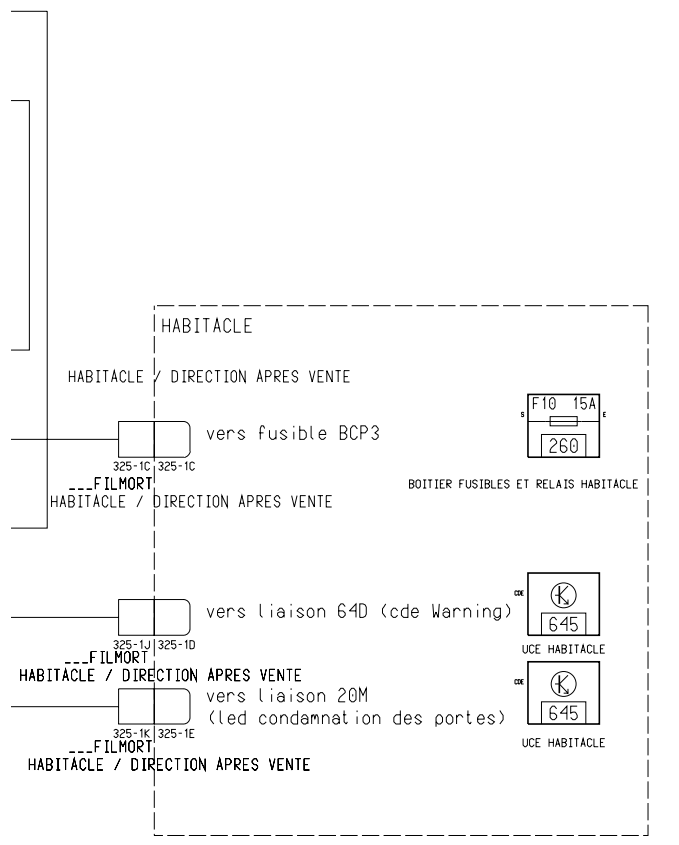 HABITACLE
HABITACLE / DIRECTION APRES VENTE
F10 15A
S
E
vers fusible BCP3
260
325-1C 325-1C
___FILMORT
BOITIER FUSIBLES ET RELAIS HABITACLE
HABITACLE / DIRECTION APRES VENTE
CDE
vers liaison 64D (cde Warning)
645
325-1J 325-1D
UCE HABITACLE
___FILMORT
HABITACLE / DIRECTION APRES VENTE
CDE
vers liaison 20M
(led condamnation des portes)
645
325-1K 325-1E
___FILMORT
UCE HABITACLE
HABITACLE / DIRECTION APRES VENTE